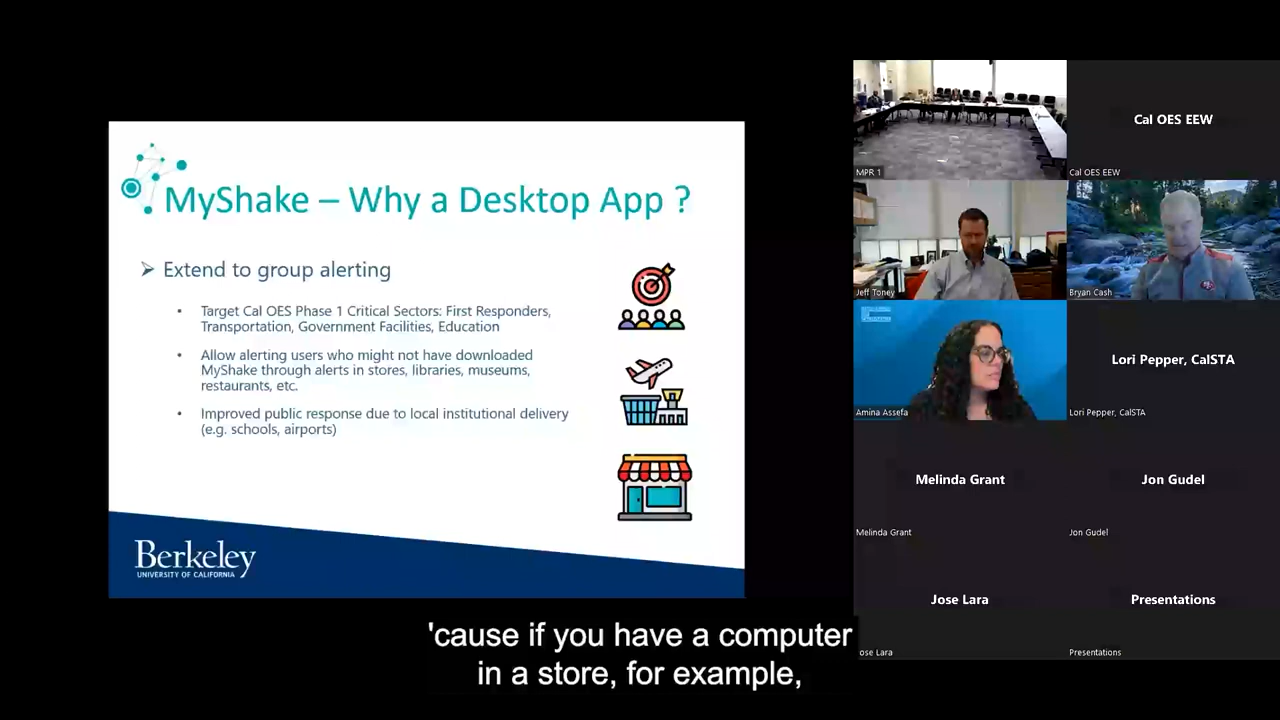 MyShake – Why a Desktop App ?
Extend to group alerting
Target Cal OES Phase 1 Critical Sectors: First Responders,
Transportation, Government Facilities, Education
Allow alerting users who might not have downloaded
MyShake through alerts in stores, libraries, museums,
restaurants, etc.
Improved public response due to local institutional delivery
(e.g. schools, airports)
Berkeley
UNIVERSITY OF CALIFORNIA
MPR 1
Cal OES EEW
Cal OES EEW
Jeff Toney
Bryan Cash
Amina Assefa
Lori Pepper, CalSTA
Lori Pepper, CalSTA
Melinda Grant
Melinda Grant
Jon Gudel
Jon Gudel
Jose Lara
ose Lara
Presentations
Presentations
'cause if you have a computer
in a store, for example,